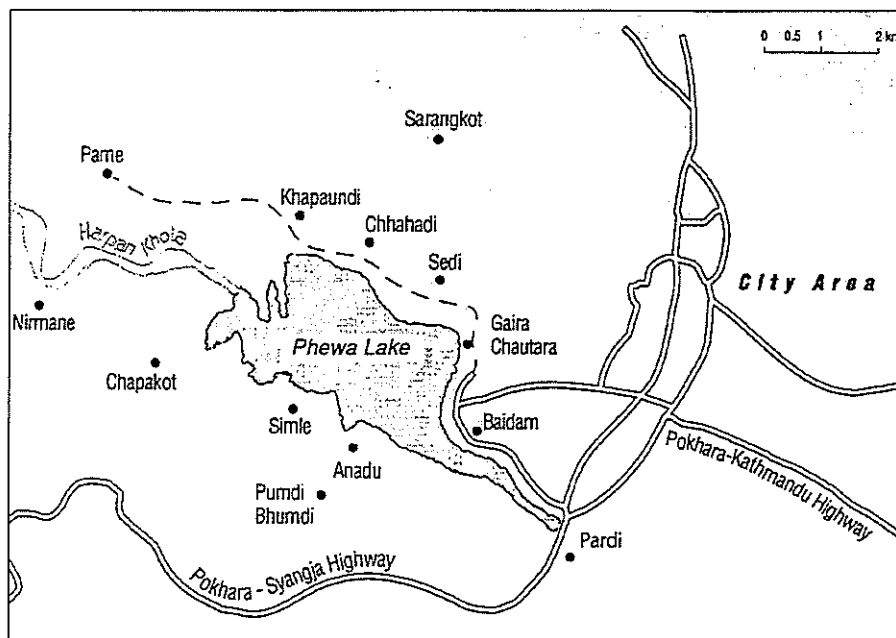 0 0.5 1 2 km
Sarangkot
Pame
Khapaundi
Harpan Khola
Chhahadi
Sedi
City Area
Nirmane
Gaira
Chautara
Phewa Lake
Chapakot
Simle
Baidam
Anadu
Pokhara-Kathmandu Highway
Pumdi
Bhumdi
Pardi
Pokhara - Syangja Highway